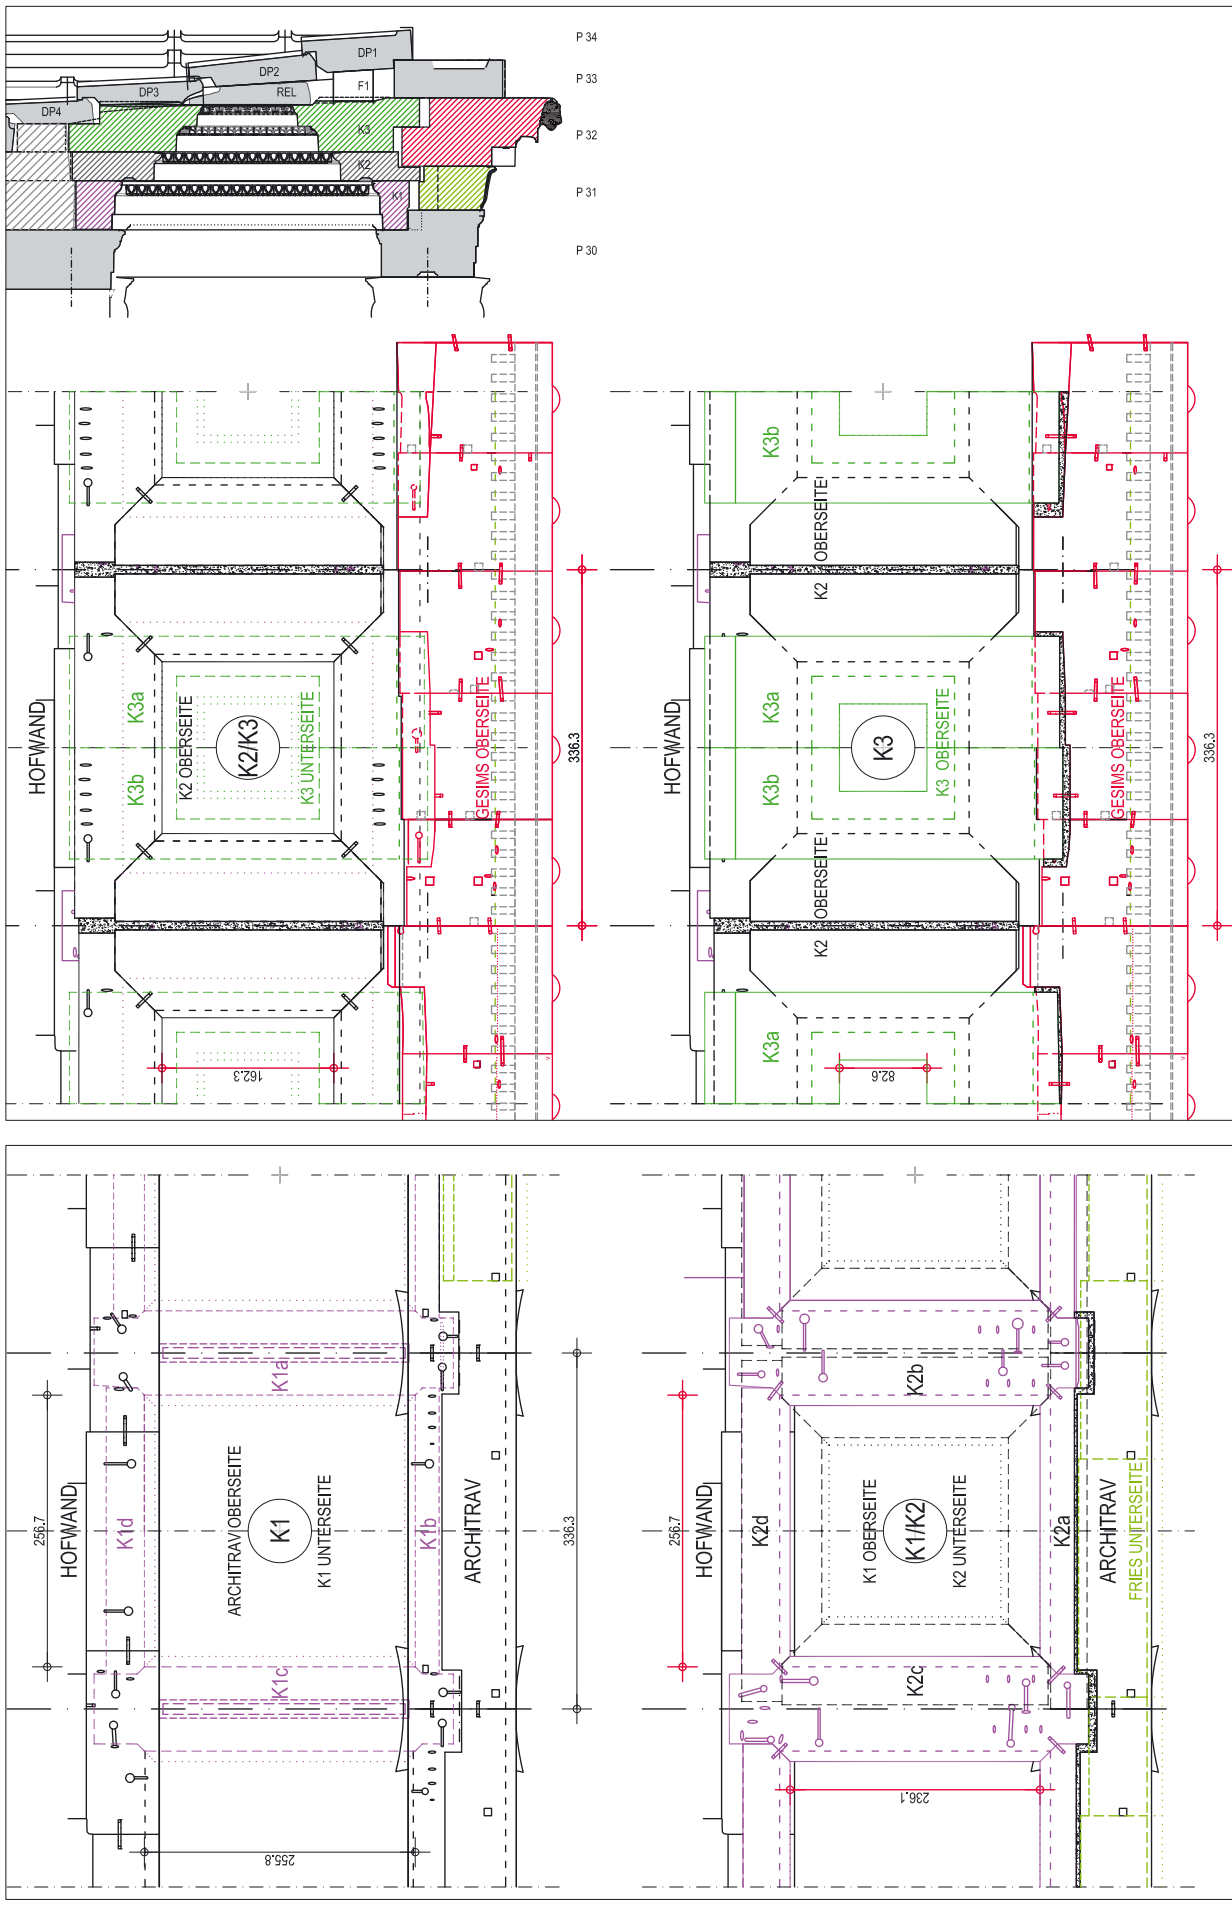 P 34
DP1
DP2
P 33
F1
REL
DP3
DP4
K3
P 32
K2
K1
P 31
P 30
HOFWAND
K3b
K3a
K2 OBERSEITE
K2/K3
K3 UNTERSEITE
GESIMS OBERSEITE
336.3
162.3
HOFWAND
K3b
K2 OBERSEITE
K3a
K3b
K3
K3 OBERSEITE
K2 OBERSEITE
K3a
GESIMS OBERSEITE
336.3
82.6
256.7
HOFWAND
K1d
K1a
ARCHITRAV OBERSEITE
K1
K1 UNTERSEITE
K1b
K1c
ARCHITRAV
336.3
255.8
256.7
HOFWAND
K2d
K2b
K1 OBERSEITE
K1/K2
K2 UNTERSEITE
K2a
K2c
ARCHITRAV
FRIES UNTERSEITE
236.1